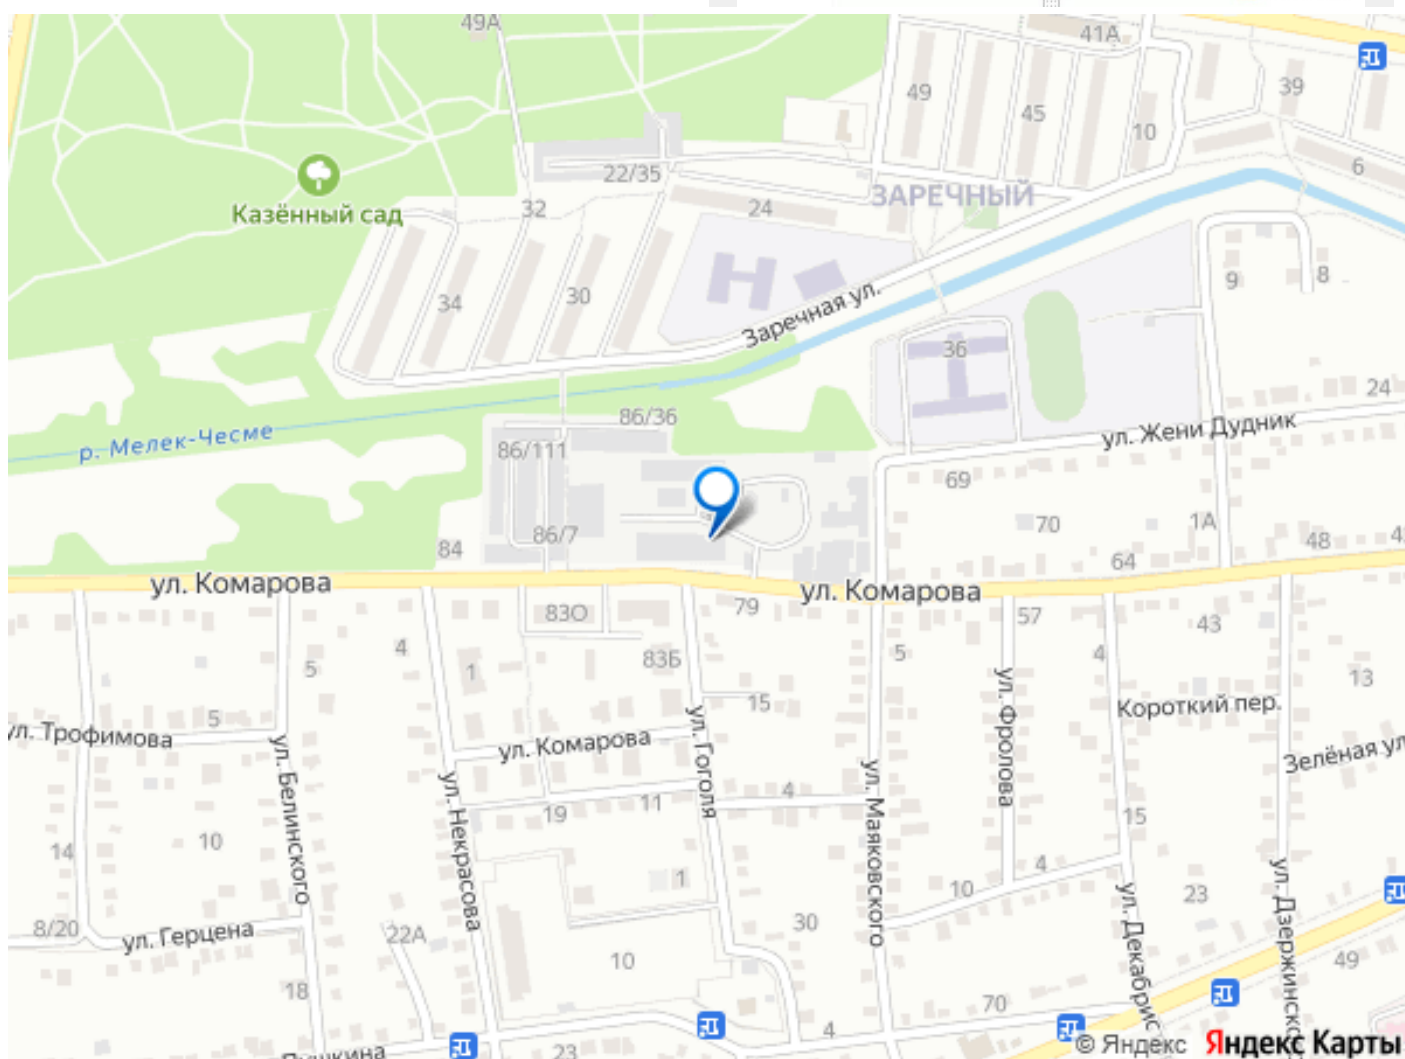 49А
41А
49
45
10
39
6
22/35
32
24
ЗАРЕЧНЫЙ
Казённый сад
34
30
Заречная ул.
9
8
36
24
86/36
ул. Жени Дудник
р. Мелек-Чесме
86/111
69
70
1А
86/7
84
64
48
ул. Комарова
ул. Комарова
83О
79
57
43
4
5
1
83Б
5
4
13
5
15
ул. Фролова
Короткий пер.
ул. Трофимова
ул. Комарова
ул. Гоголя
Зелёная ул
ул. Белинского
ул. Некрасова
19
11
4
ул. Маяковского
15
14
10
1
10
4
23
ул. Декабрис
ул. Дзержинско
8/20
ул. Герцена
22А
30
10
49
18
70
4
23
Пушкина
© Яндекс
Яндекс Карты